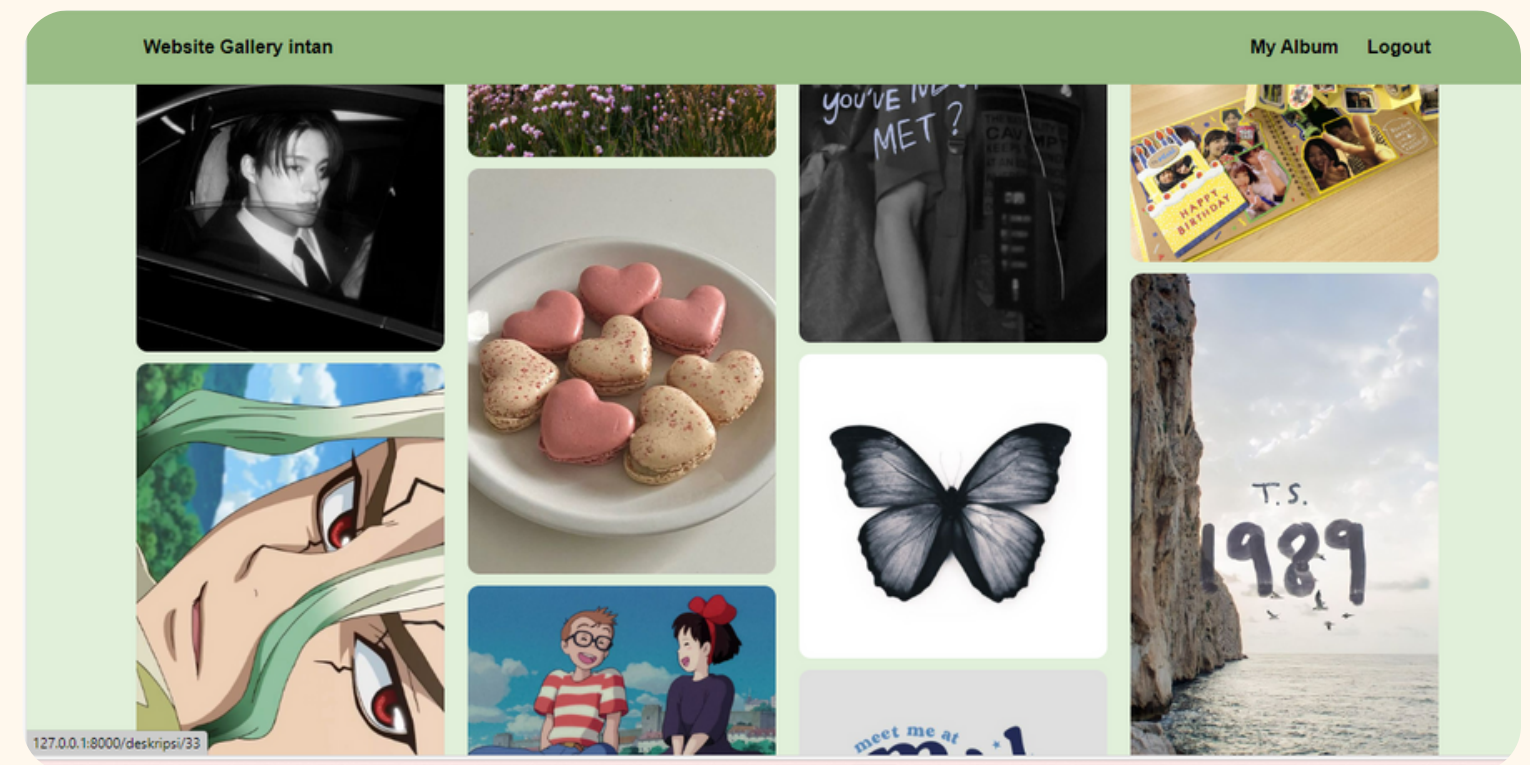 Website Gallery intan
My Album
Logout
YOU'VE
MET ?
HAPPY
BIRTHDAY
T.S.
1989
meet me at
127.0.0.1:8000/deskripsi/33